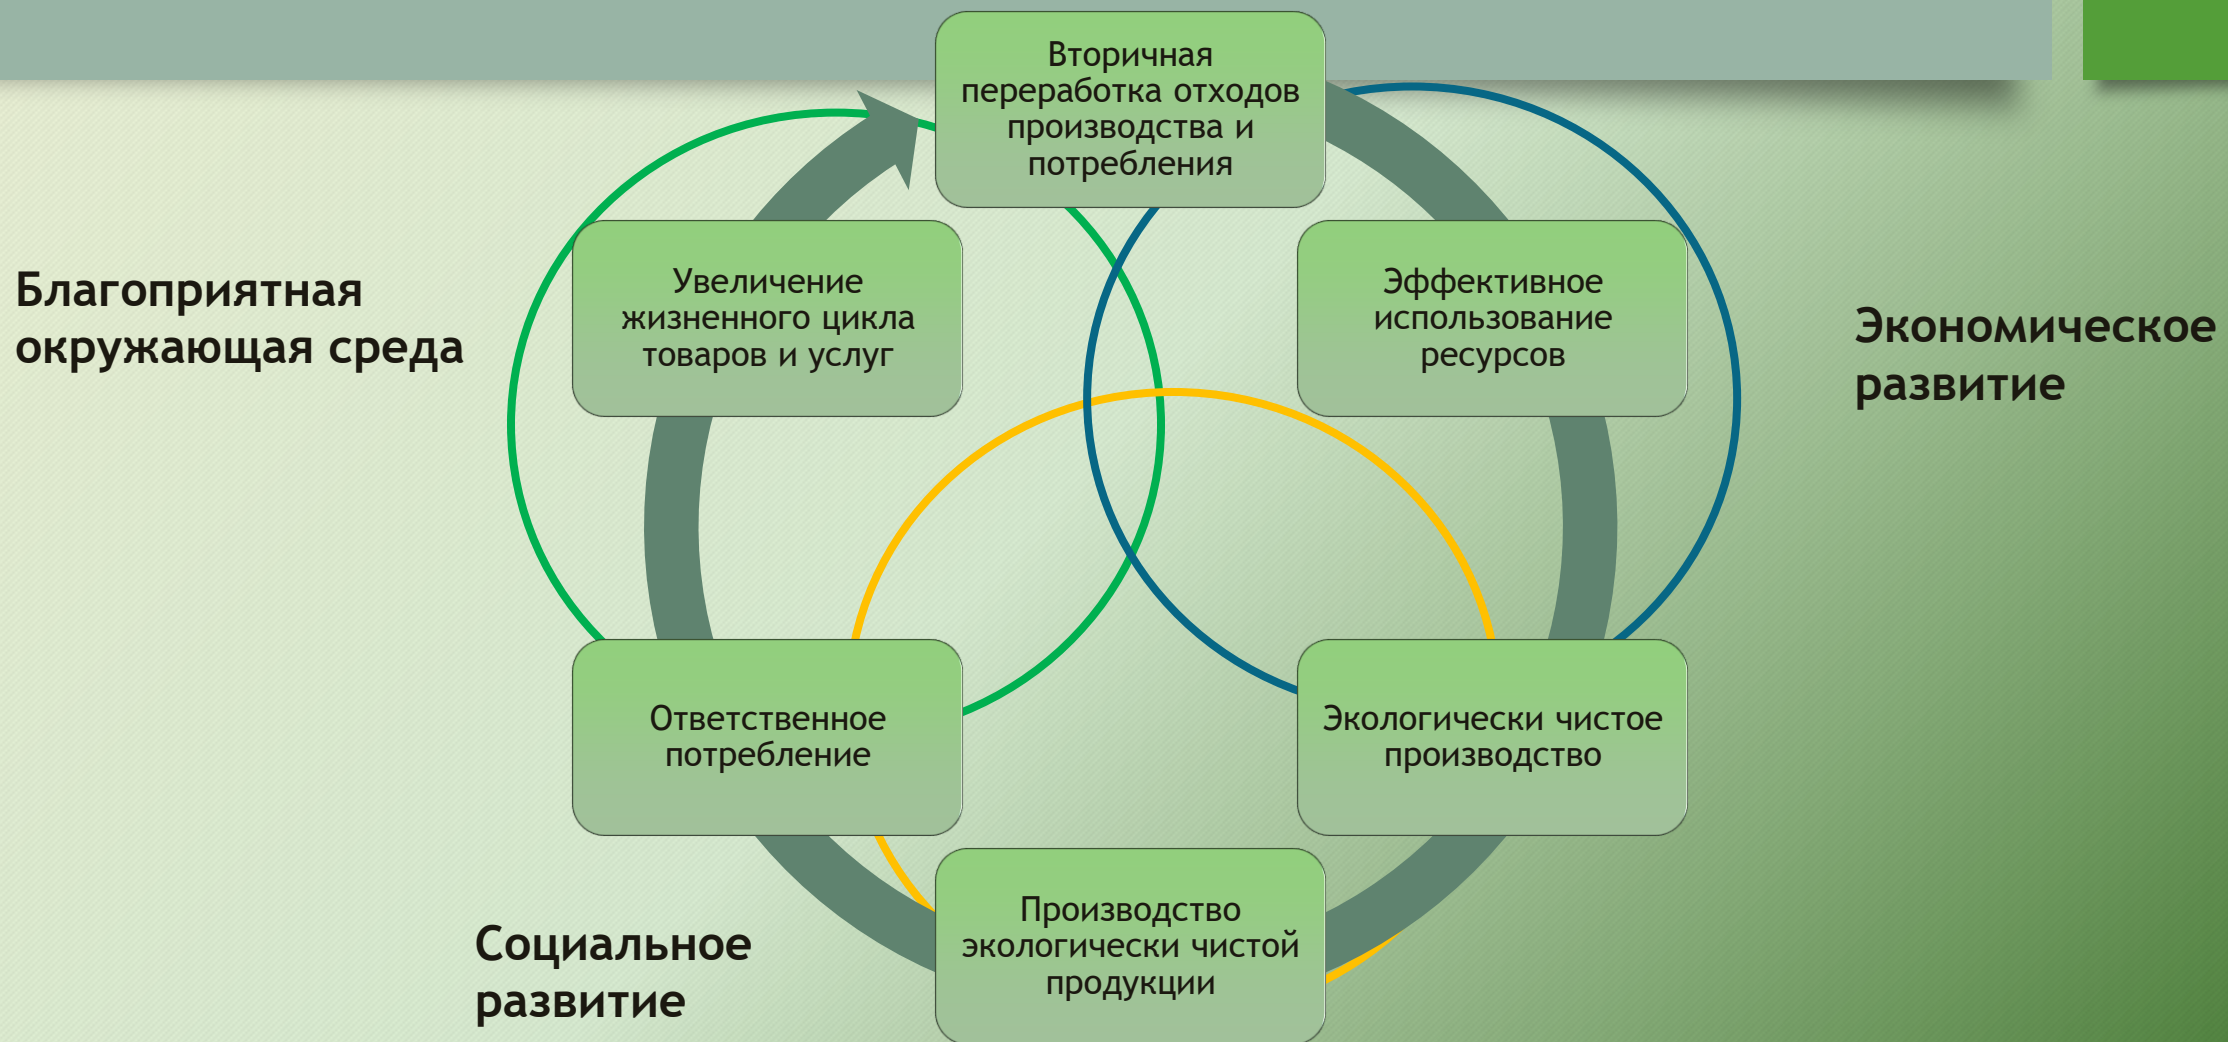 Вторичная
переработка отходов
производства и
потребления
Увеличение
жизненного цикла
товаров и услуг
Эффективное
использование
ресурсов
Благоприятная
окружающая среда
Экономическое
развитие
Ответственное
потребление
Экологически чистое
производство
Производство
экологически чистой
продукции
Социальное
развитие